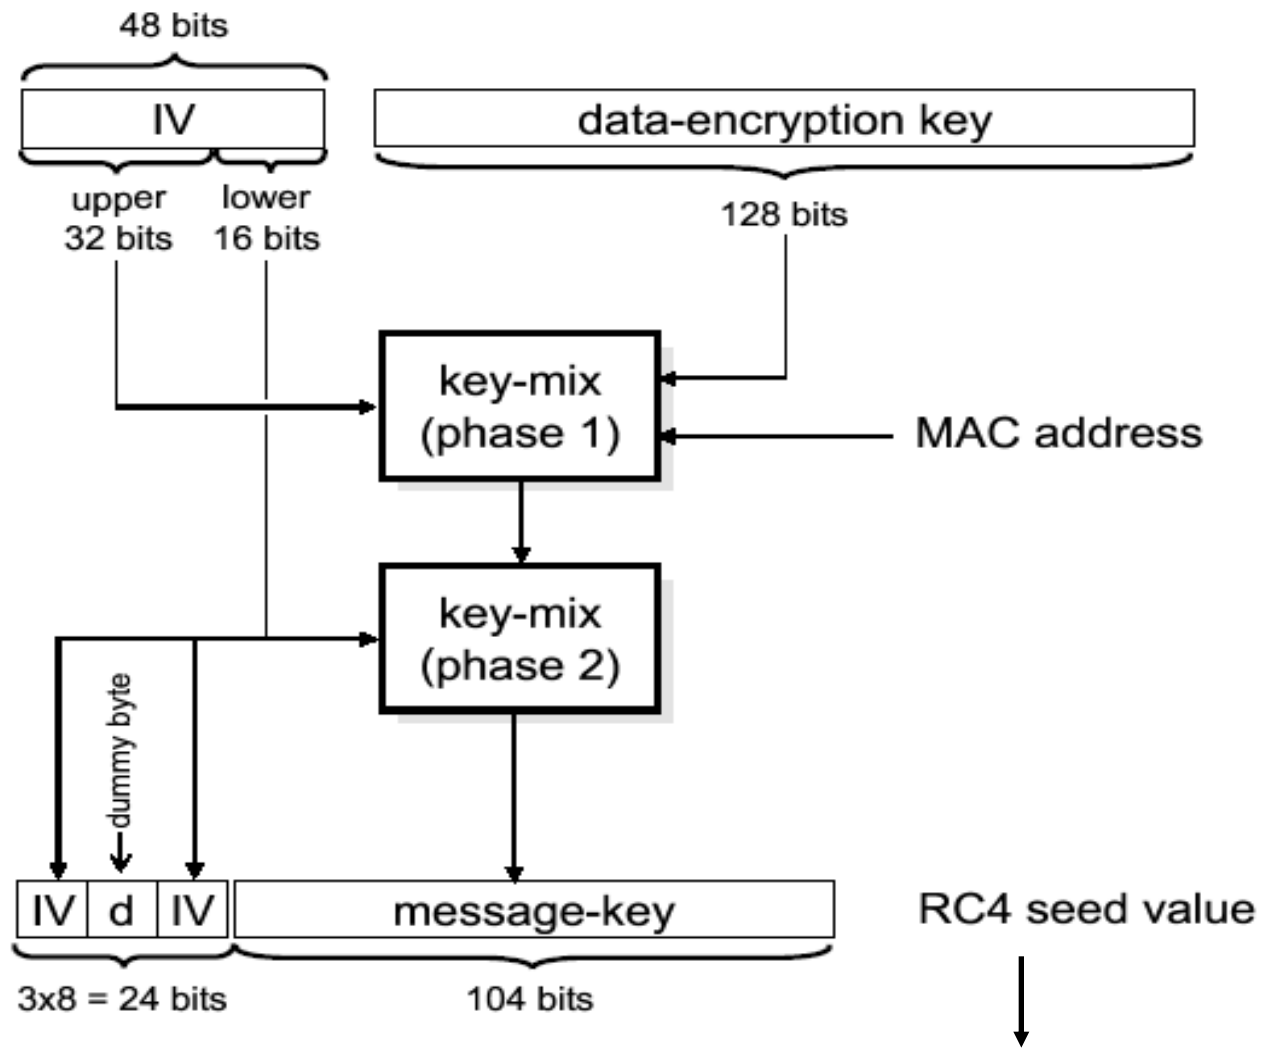 48 bits
IV
data-encryption key
upper
32 bits
lower
16 bits
128 bits
key-mix
(phase 1)
MAC address
key-mix
(phase 2)
dummy byte
IV
d
IV
message-key
RC4 seed value
3x8 = 24 bits
104 bits